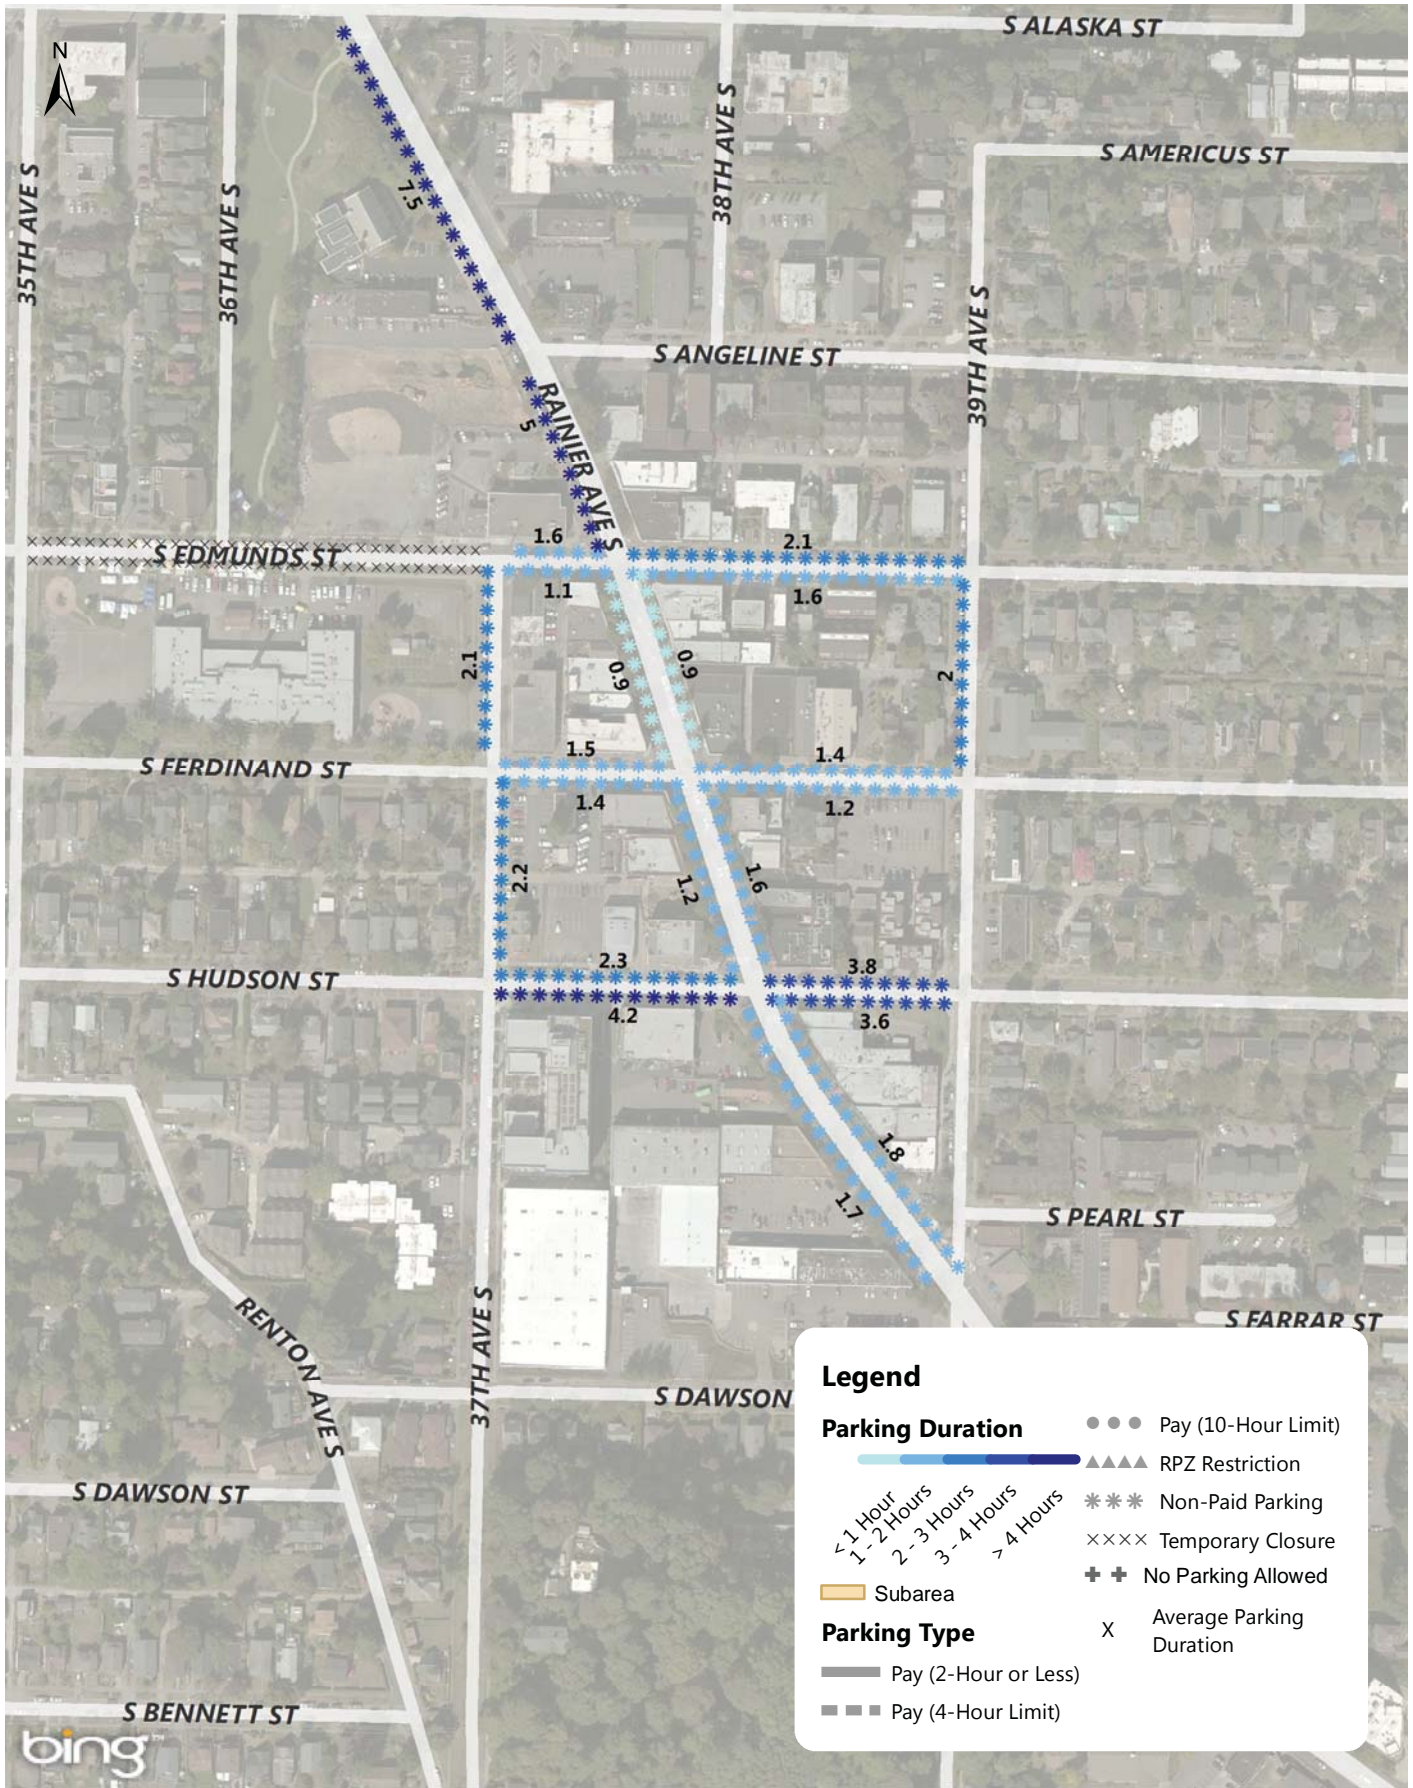 S ALASKA ST
N
38TH AVE S
S AMERICUS ST
35TH AVE S
36TH AVE S
7.5
39TH AVE S
S ANGELINE ST
RAINIER AVE S
5
1.6
2.1
S EDMUNDS ST
1.1
1.6
2.1
0.9
0.9
2
1.5
1.4
S FERDINAND ST
1.4
1.2
2.2
1.2
1.6
2.3
3.8
S HUDSON ST
4.2
3.6
1.8
1.7
S PEARL ST
RENTON AVE S
37TH AVE S
S FARRAR ST
S DAWSON
S DAWSON ST
S BENNETT ST
bing
Legend
Parking Duration
< 1 Hour
1 - 2 Hours
2 - 3 Hours
3 - 4 Hours
> 4 Hours
Subarea
Parking Type
Pay (2-Hour or Less)
Pay (4-Hour Limit)
Pay (10-Hour Limit)
RPZ Restriction
Non-Paid Parking
Temporary Closure
No Parking Allowed
X Average Parking
Duration